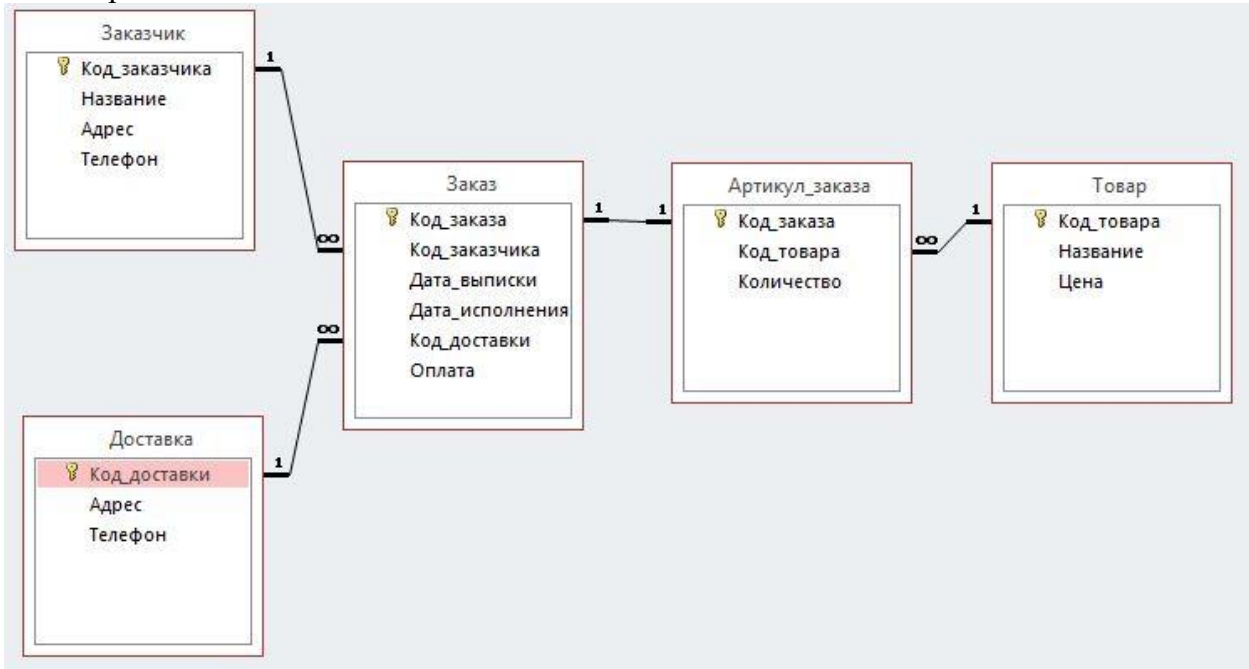 Заказчик
Код_заказчика
Название
Адрес
Телефон
1
∞
Заказ
Код_заказа
Код_заказчика
Дата_выписки
Дата_исполнения
Код_доставки
Оплата
∞
1
Доставка
Код_доставки
Адрес
Телефон
1
1
Артикул_заказа
Код_заказа
Код_товара
Количество
∞
1
Товар
Код_товара
Название
Цена